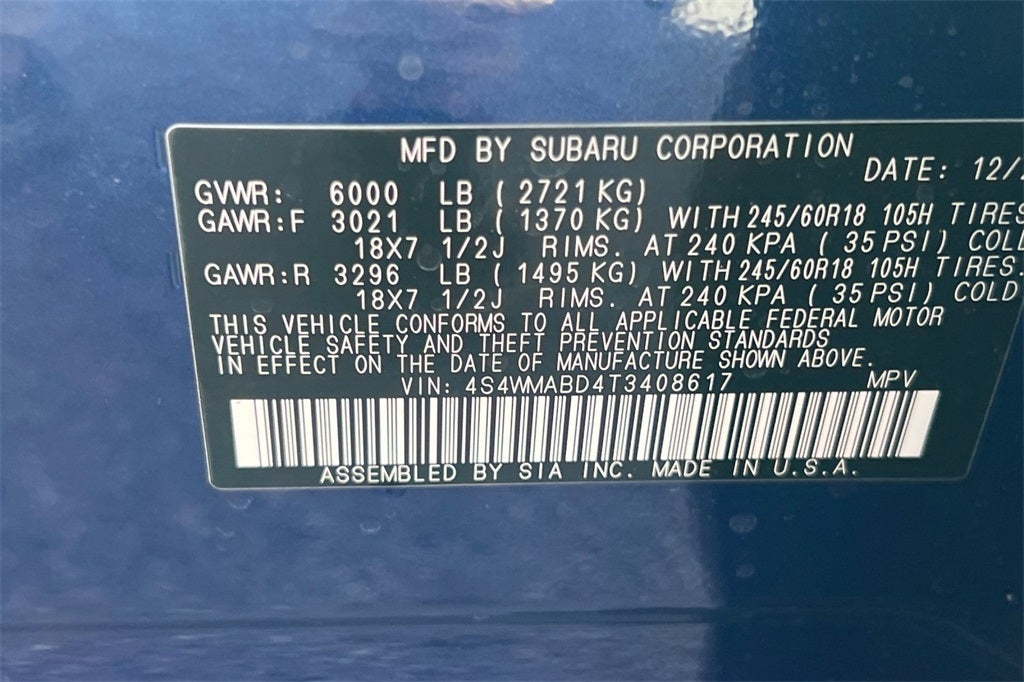 MFD BY SUBARU CORPORATION
DATE: 12/
GVWR: 6000 LB ( 2721 KG)
GAWR:F 3021 LB ( 1370 KG) WITH 245/60R18 105H TIRES
18X7 1/2J RIMS. AT 240 KPA ( 35 PSI) COLD
GAWR:R 3296 LB ( 1495 KG) WITH 245/60R18 105H TIRES.
18X7 1/2J RIMS. AT 240 KPA ( 35 PSI) COLD
THIS VEHICLE CONFORMS TO ALL APPLICABLE FEDERAL MOTOR
VEHICLE SAFETY AND THEFT PREVENTION STANDARDS
IN EFFECT ON THE DATE OF MANUFACTURE SHOWN ABOVE.
VIN: 4S4WMABD4T3408617 MPV
ASSEMBLED BY SIA INC. MADE IN U.S.A.